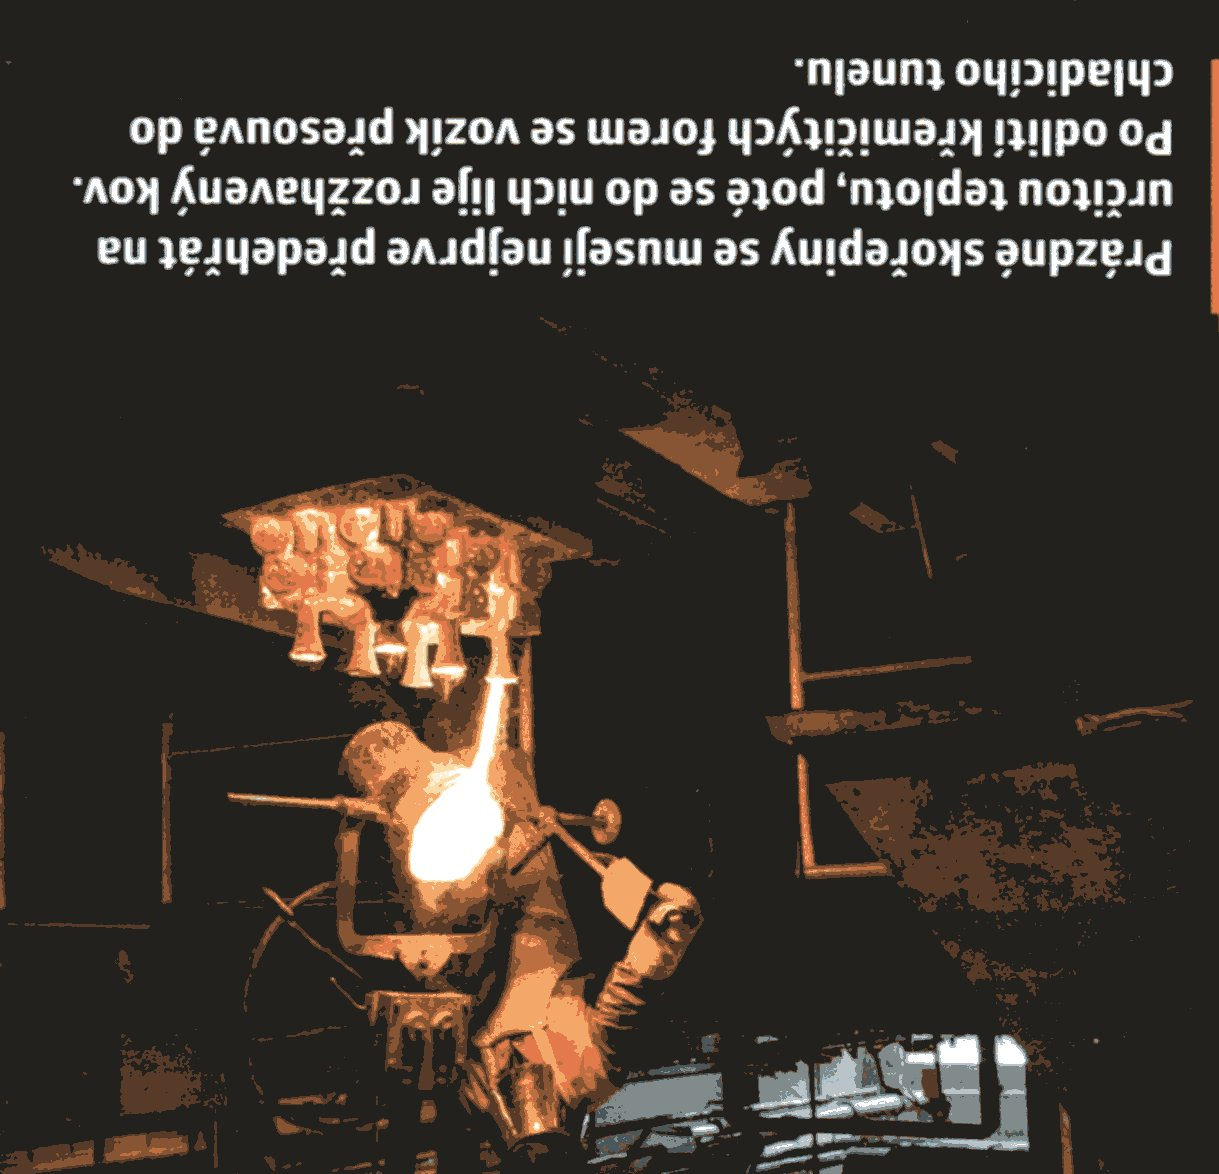 Prázdné skořepiny se musejí nejprve předehřát na
určitou teplotu, poté se do nich lije rozžhavený kov.
Po odlití křemičitých forem se vozík přesouvá do
chladicího tunelu.